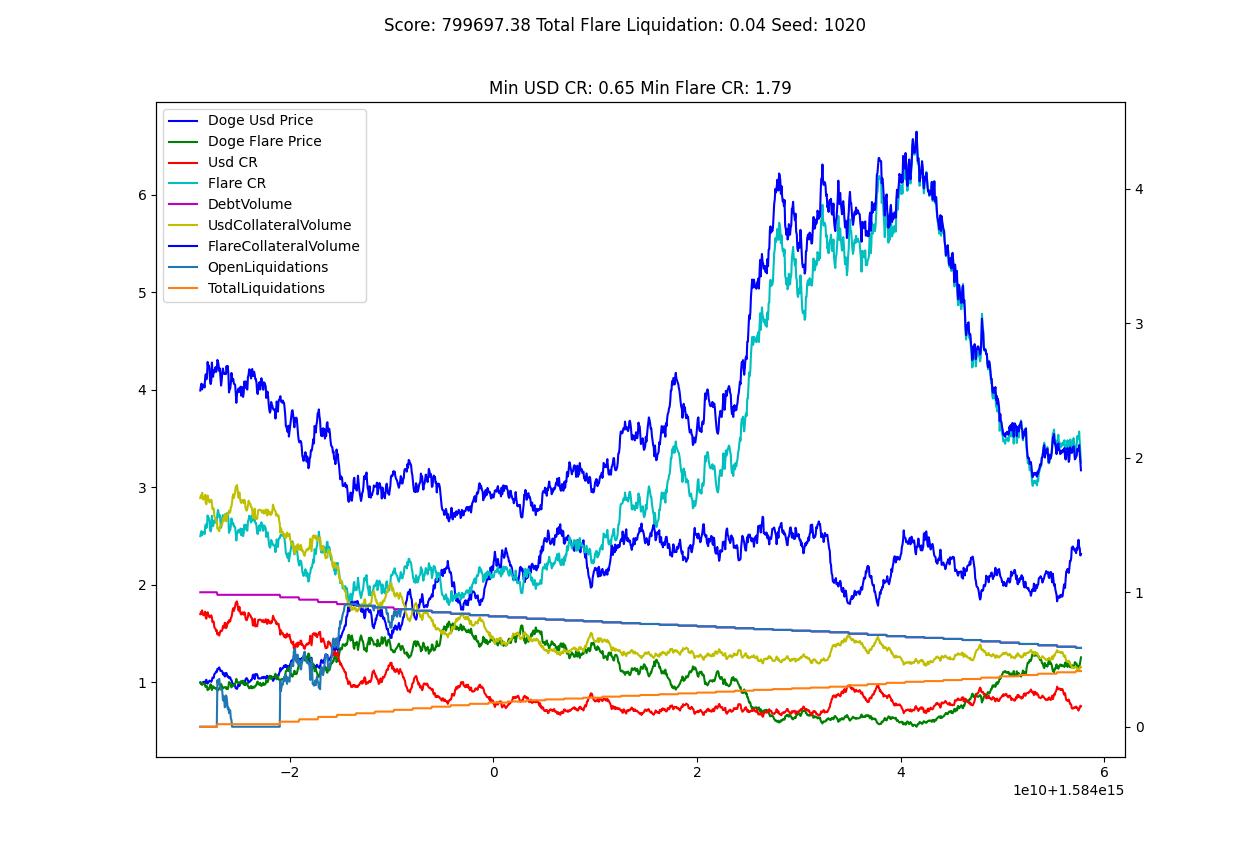 Score: 799697.38 Total Flare Liquidation: 0.04 Seed: 1020
Min USD CR: 0.65 Min Flare CR: 1.79
Doge Usd Price
Doge Flare Price
Usd CR
Flare CR
DebtVolume
UsdCollateralVolume
FlareCollateralVolume
OpenLiquidations
TotalLiquidations
6
5
4
3
2
1
4
3
2
1
0
−2
0
2
4
6
1e10+1.584e15